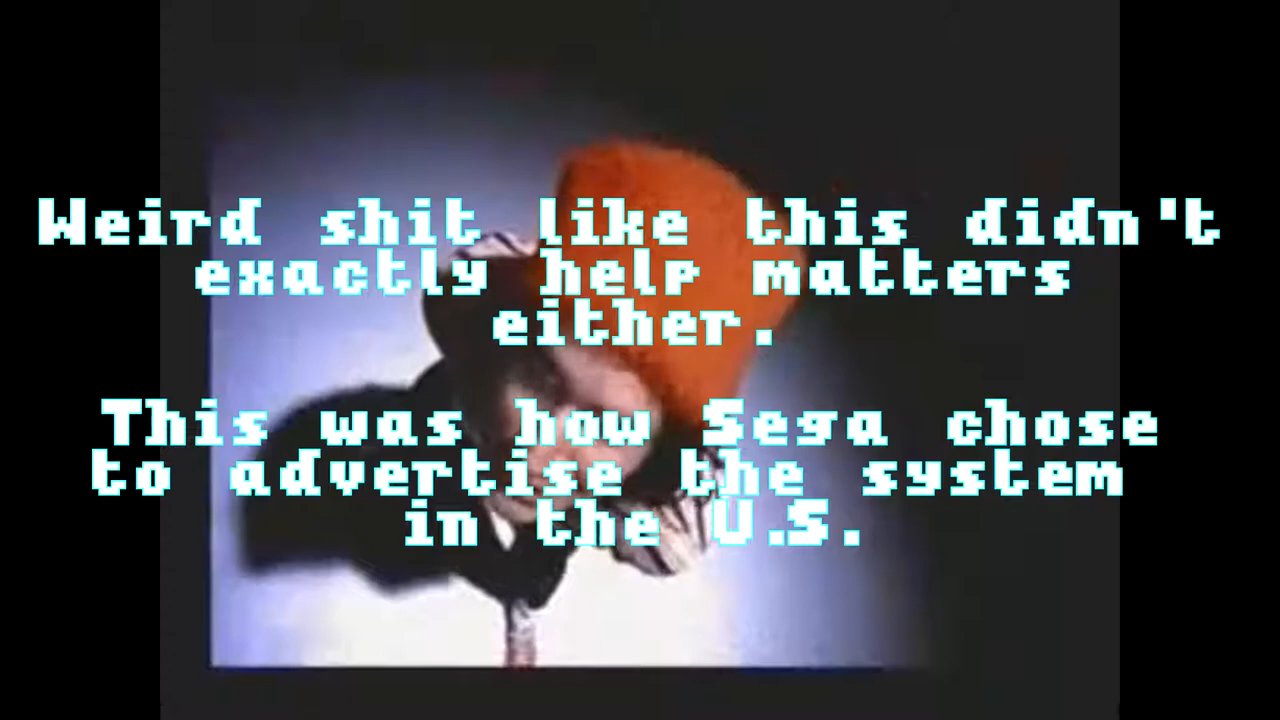 Weird shit like this didn't
exactly help matters
either.
This was how Sega chose
to advertise the system
in the U.S.